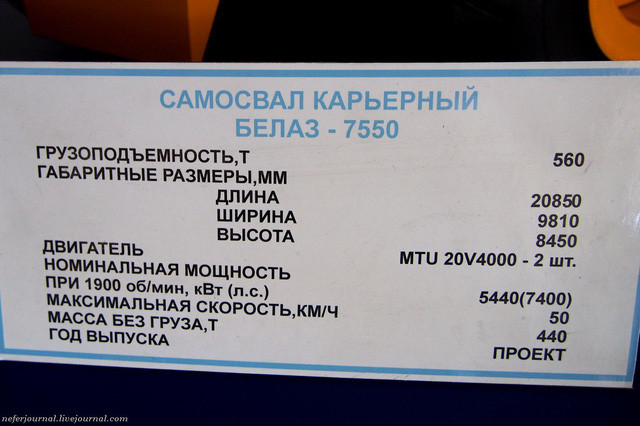 САМОСВАЛ КАРЬЕРНЫЙ
БЕЛАЗ - 7550
ГРУЗОПОДЪЕМНОСТЬ,Т 560
ГАБАРИТНЫЕ РАЗМЕРЫ,ММ
ДЛИНА 20850
ШИРИНА 9810
ВЫСОТА 8450
ДВИГАТЕЛЬ MTU 20V4000 - 2 шт.
НОМИНАЛЬНАЯ МОЩНОСТЬ
ПРИ 1900 об/мин, кВт (л.с.) 5440(7400)
МАКСИМАЛЬНАЯ СКОРОСТЬ,КМ/Ч 50
МАССА БЕЗ ГРУЗА,Т 440
ГОД ВЫПУСКА ПРОЕКТ
neferjournal.livejournal.com